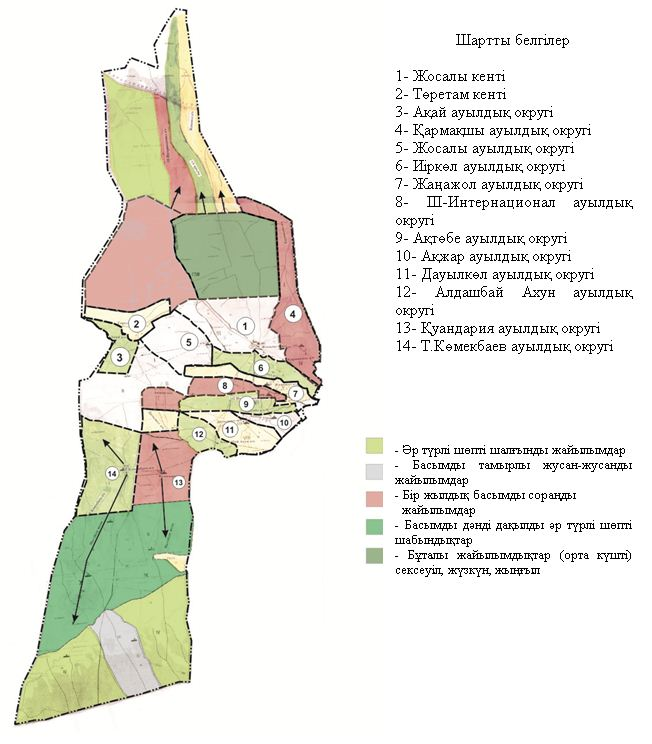 Шартты белгілер
1- Жосалы кенті
2- Төретам кенті
3- Ақай ауылдық округі
4- Қармақшы ауылдық округі
5- Жосалы ауылдық округі
6- Иіркөл ауылдық округі
7- Жаңажол ауылдық округі
8- ІІІ-Интернационал ауылдық
округі
9- Ақтөбе ауылдық округі
10- Ақжар ауылдық округі
11- Дауылкөл ауылдық округі
12- Алдашбай Ахун ауылдық
округі
13- Қуандария ауылдық округі
14- Т.Көмекбаев ауылдық округі
2
1
4
5
3
6
8
7
9
10
11
12
14
13
- Әр түрлі шөпті шалғынды жайылымдар
- Басымды тамырлы жусан-жусанды
жайылымдар
- Бір жылдық басымды сораңды
жайылымдар
- Басымды дәнді дақылды әр түрлі шөпті
шабындықтар
- Бұталы жайылымдықтар (орта күшті)
сексеуіл, жүзкүн, жыңғыл